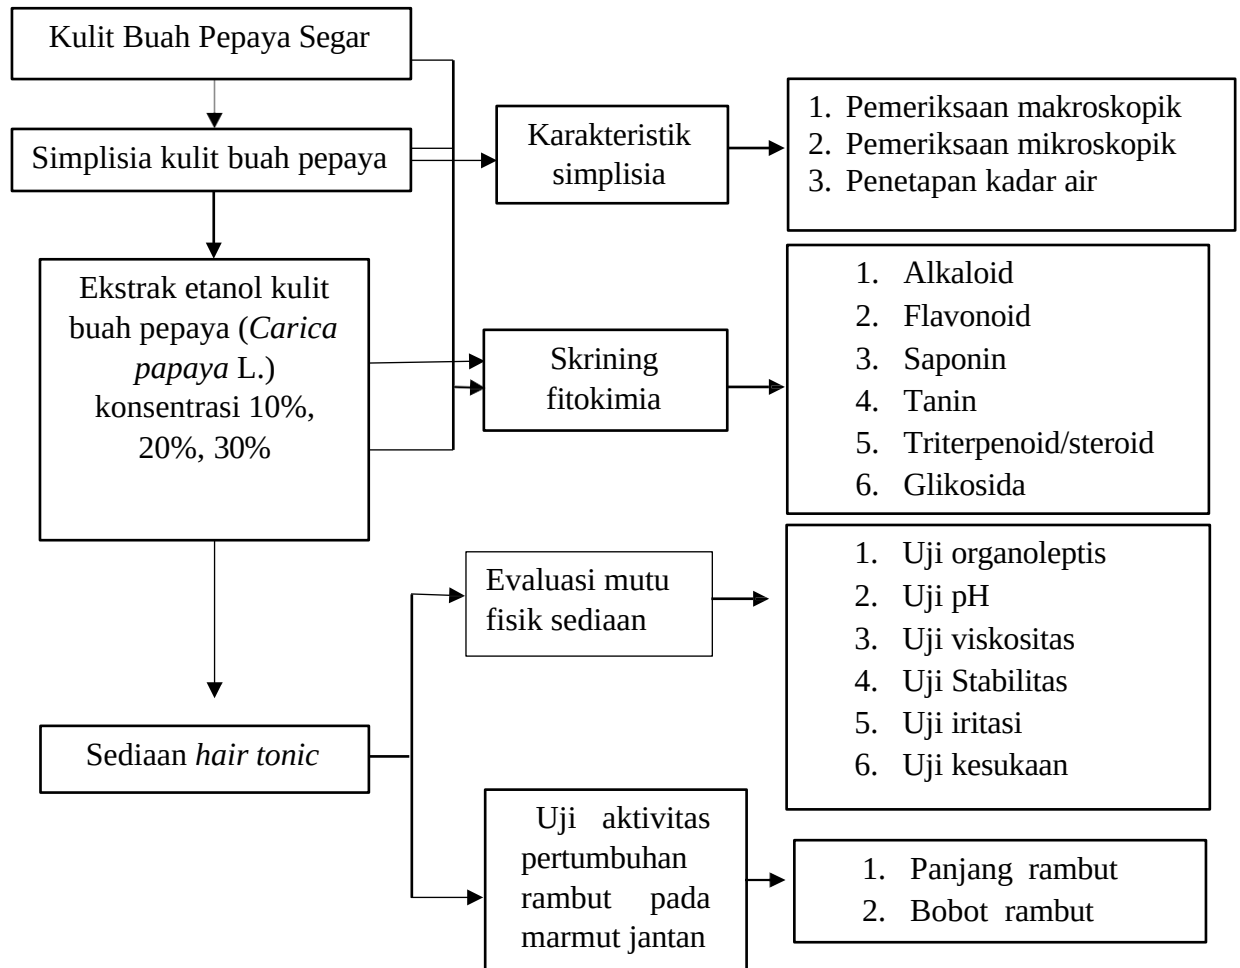 Kulit Buah Pepaya Segar
Simplisia kulit buah pepaya
Karakteristik
simplisia
1. Pemeriksaan makroskopik
2. Pemeriksaan mikroskopik
3. Penetapan kadar air
Ekstrak etanol kulit
buah pepaya (Carica
papaya L.)
konsentrasi 10%,
20%, 30%
Skrining
fitokimia
1. Alkaloid
2. Flavonoid
3. Saponin
4. Tanin
5. Triterpenoid/steroid
6. Glikosida
Evaluasi mutu
fisik sediaan
1. Uji organoleptis
2. Uji pH
3. Uji viskositas
4. Uji Stabilitas
5. Uji iritasi
6. Uji kesukaan
Sediaan hair tonic
Uji aktivitas
pertumbuhan
rambut pada
marmut jantan
1. Panjang rambut
2. Bobot rambut